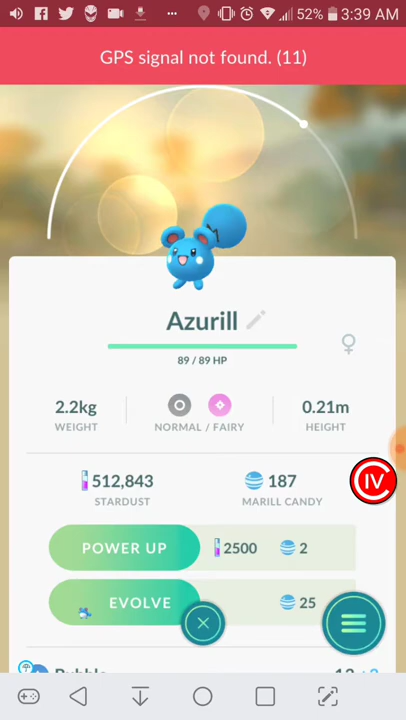 52% 3:39 AM
GPS signal not found. (11)
Azurill
89 / 89 HP
2.2kg
WEIGHT
NORMAL / FAIRY
0.21m
HEIGHT
512,843
STARDUST
187
MARILL CANDY
IV
POWER UP 2500 2
EVOLVE 25